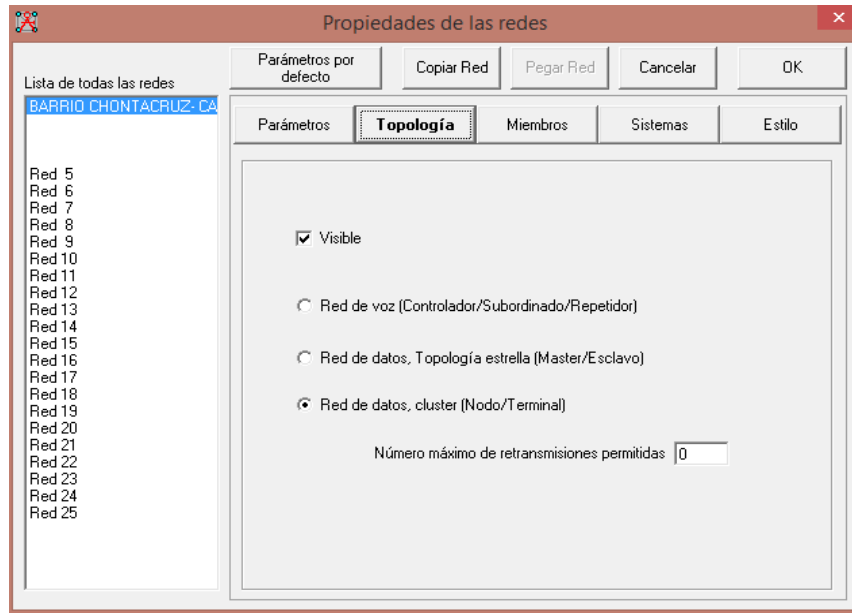 Propiedades de las redes
Lista de todas las redes
BARRIO CHONTACRUZ- CA
Red 5
Red 6
Red 7
Red 8
Red 9
Red 10
Red 11
Red 12
Red 13
Red 14
Red 15
Red 16
Red 17
Red 18
Red 19
Red 20
Red 21
Red 22
Red 23
Red 24
Red 25
Parámetros por
defecto
Copiar Red
Pegar Red
Cancelar
OK
Parámetros
Topología
Miembros
Sistemas
Estilo
Visible
Red de voz (Controlador/Subordinado/Repetidor)
Red de datos, Topología estrella (Master/Esclavo)
Red de datos, cluster (Nodo/Terminal)
Número máximo de retransmisiones permitidas 0